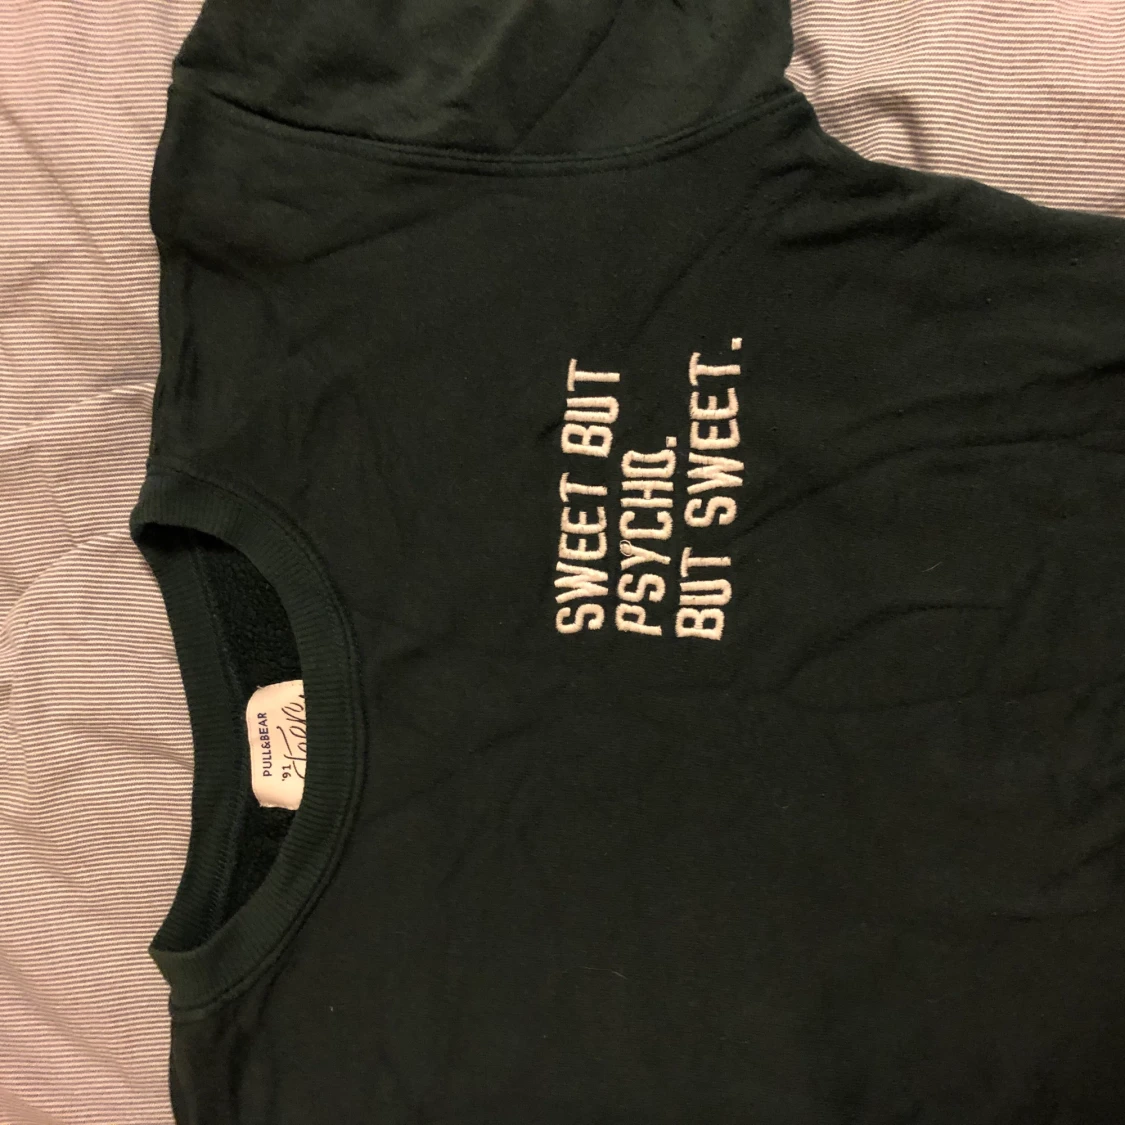 SWEET BUT
PSYCHO.
BUT SWEET.
PULL&BEAR
'91